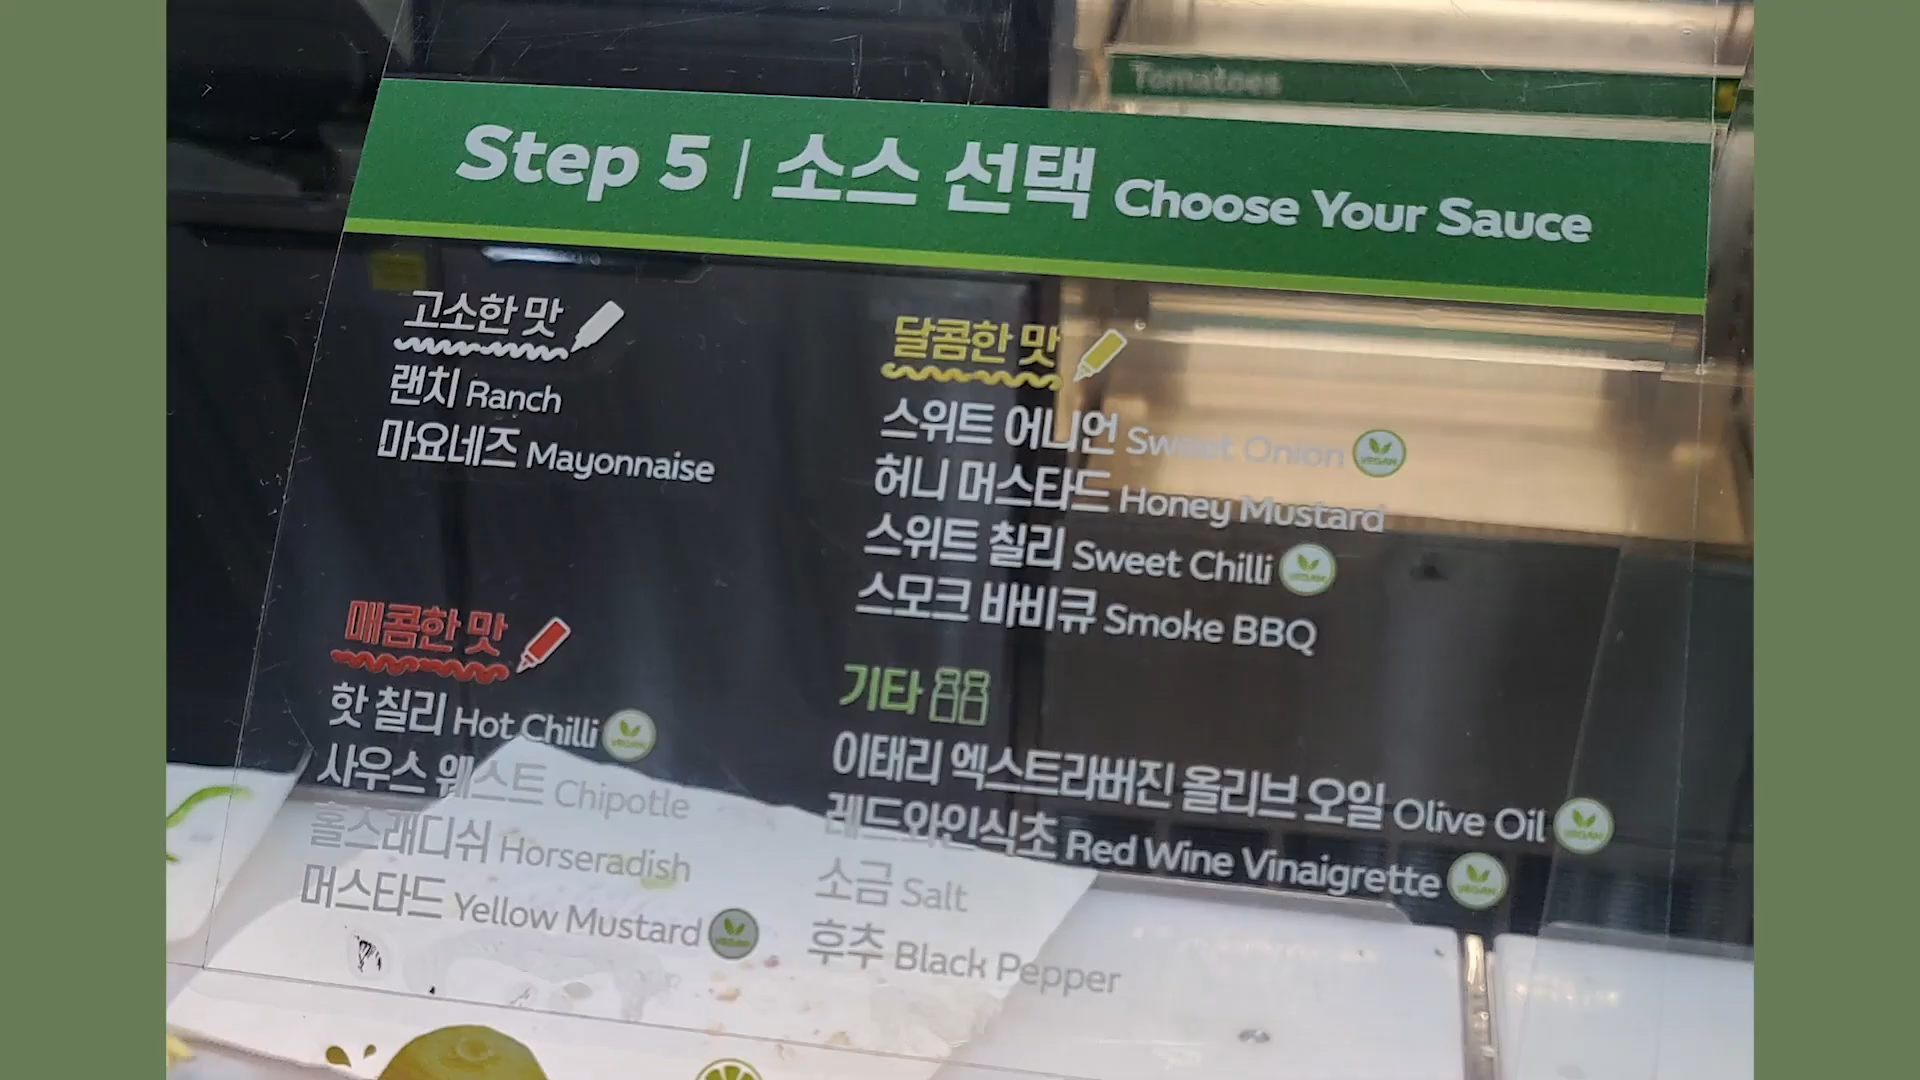 Tomatoes
Step 5 | 소스 선택 Choose Your Sauce
고소한 맛
랜치 Ranch
마요네즈 Mayonnaise
매콤한 맛
핫 칠리 Hot Chilli VEGAN
사우스 웨스트 Chipotle
홀스래디쉬 Horseradish
머스타드 Yellow Mustard VEGAN
달콤한 맛
스위트 어니언 Sweet Onion VEGAN
허니 머스타드 Honey Mustard
스위트 칠리 Sweet Chilli VEGAN
스모크 바비큐 Smoke BBQ
기타
이태리 엑스트라버진 올리브 오일 Olive Oil VEGAN
레드와인식초 Red Wine Vinaigrette VEGAN
소금 Salt
후추 Black Pepper